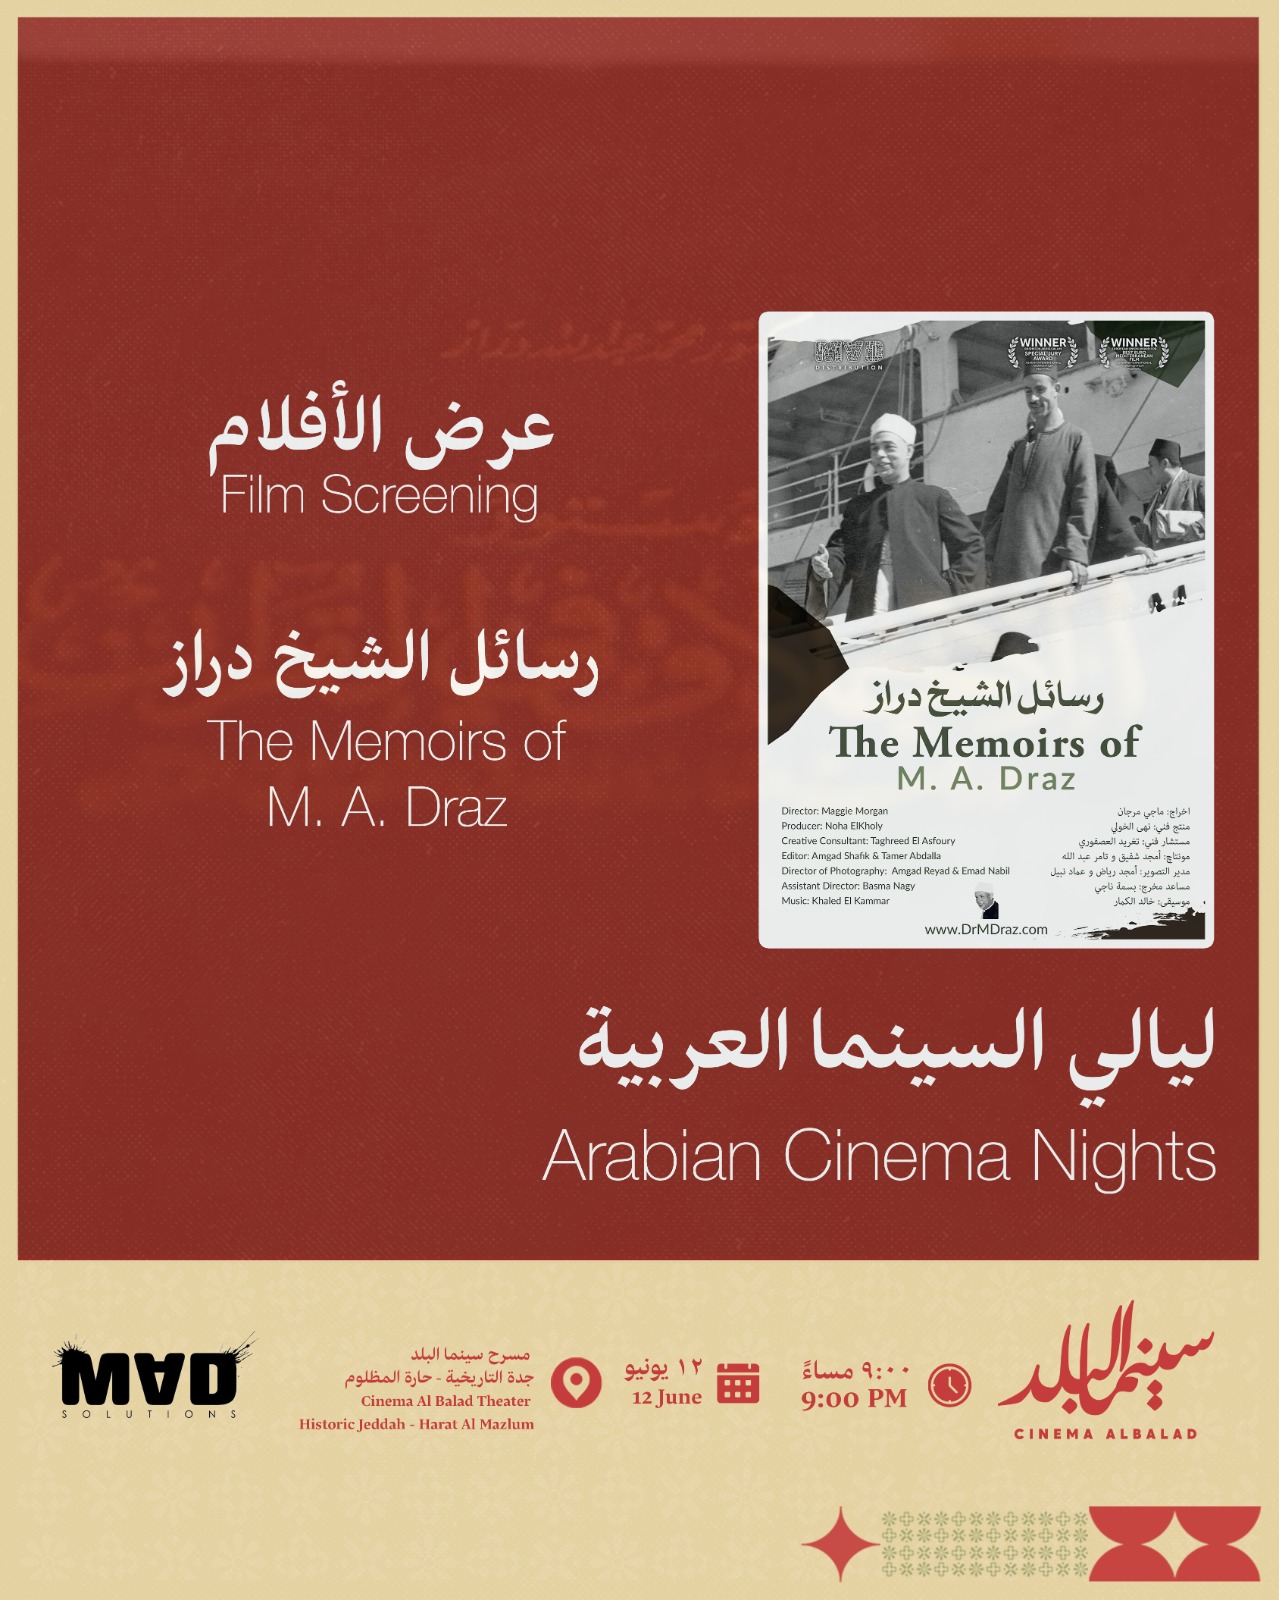 عرض الأفلام
Film Screening
رسائل الشيخ دراز
The Memoirs of
M. A. Draz
DISTRIBUTION
WINNER
SPECIAL JURY
AWARD
WINNER
رسائل الشيخ دراز
The Memoirs of
M. A. Draz
Director: Maggie Morgan
Producer: Noha ElKholy
Creative Consultant: Taghreed El Asfoury
Editor: Amgad Shafik & Tamer Abdalla
Director of Photography: Amgad Reyad & Emad Nabil
Assistant Director: Basma Nagy
Music: Khaled El Kammar
اخراج: ماجي مرجان
منتج فني: نهى الخولي
مستشار فني: تغريد العصفوري
مونتاج: أمجد شفيق و تامر عبد الله
مدير التصوير: أمجد رياض و عماد نبيل
مساعد مخرج: بسمة ناجي
موسيقى: خالد الكمار
www.DrMDraz.com
ليالي السينما العربية
Arabian Cinema Nights
سينما البلد
CINEMA ALBALAD
٩:٠٠ مساءً
9:00 PM
١٢ يونيو
12 June
مسرح سينما البلد
جدة التاريخية - حارة المظلوم
Cinema Al Balad Theater
Historic Jeddah - Harat Al Mazlum
MAD
SOLUTIONS